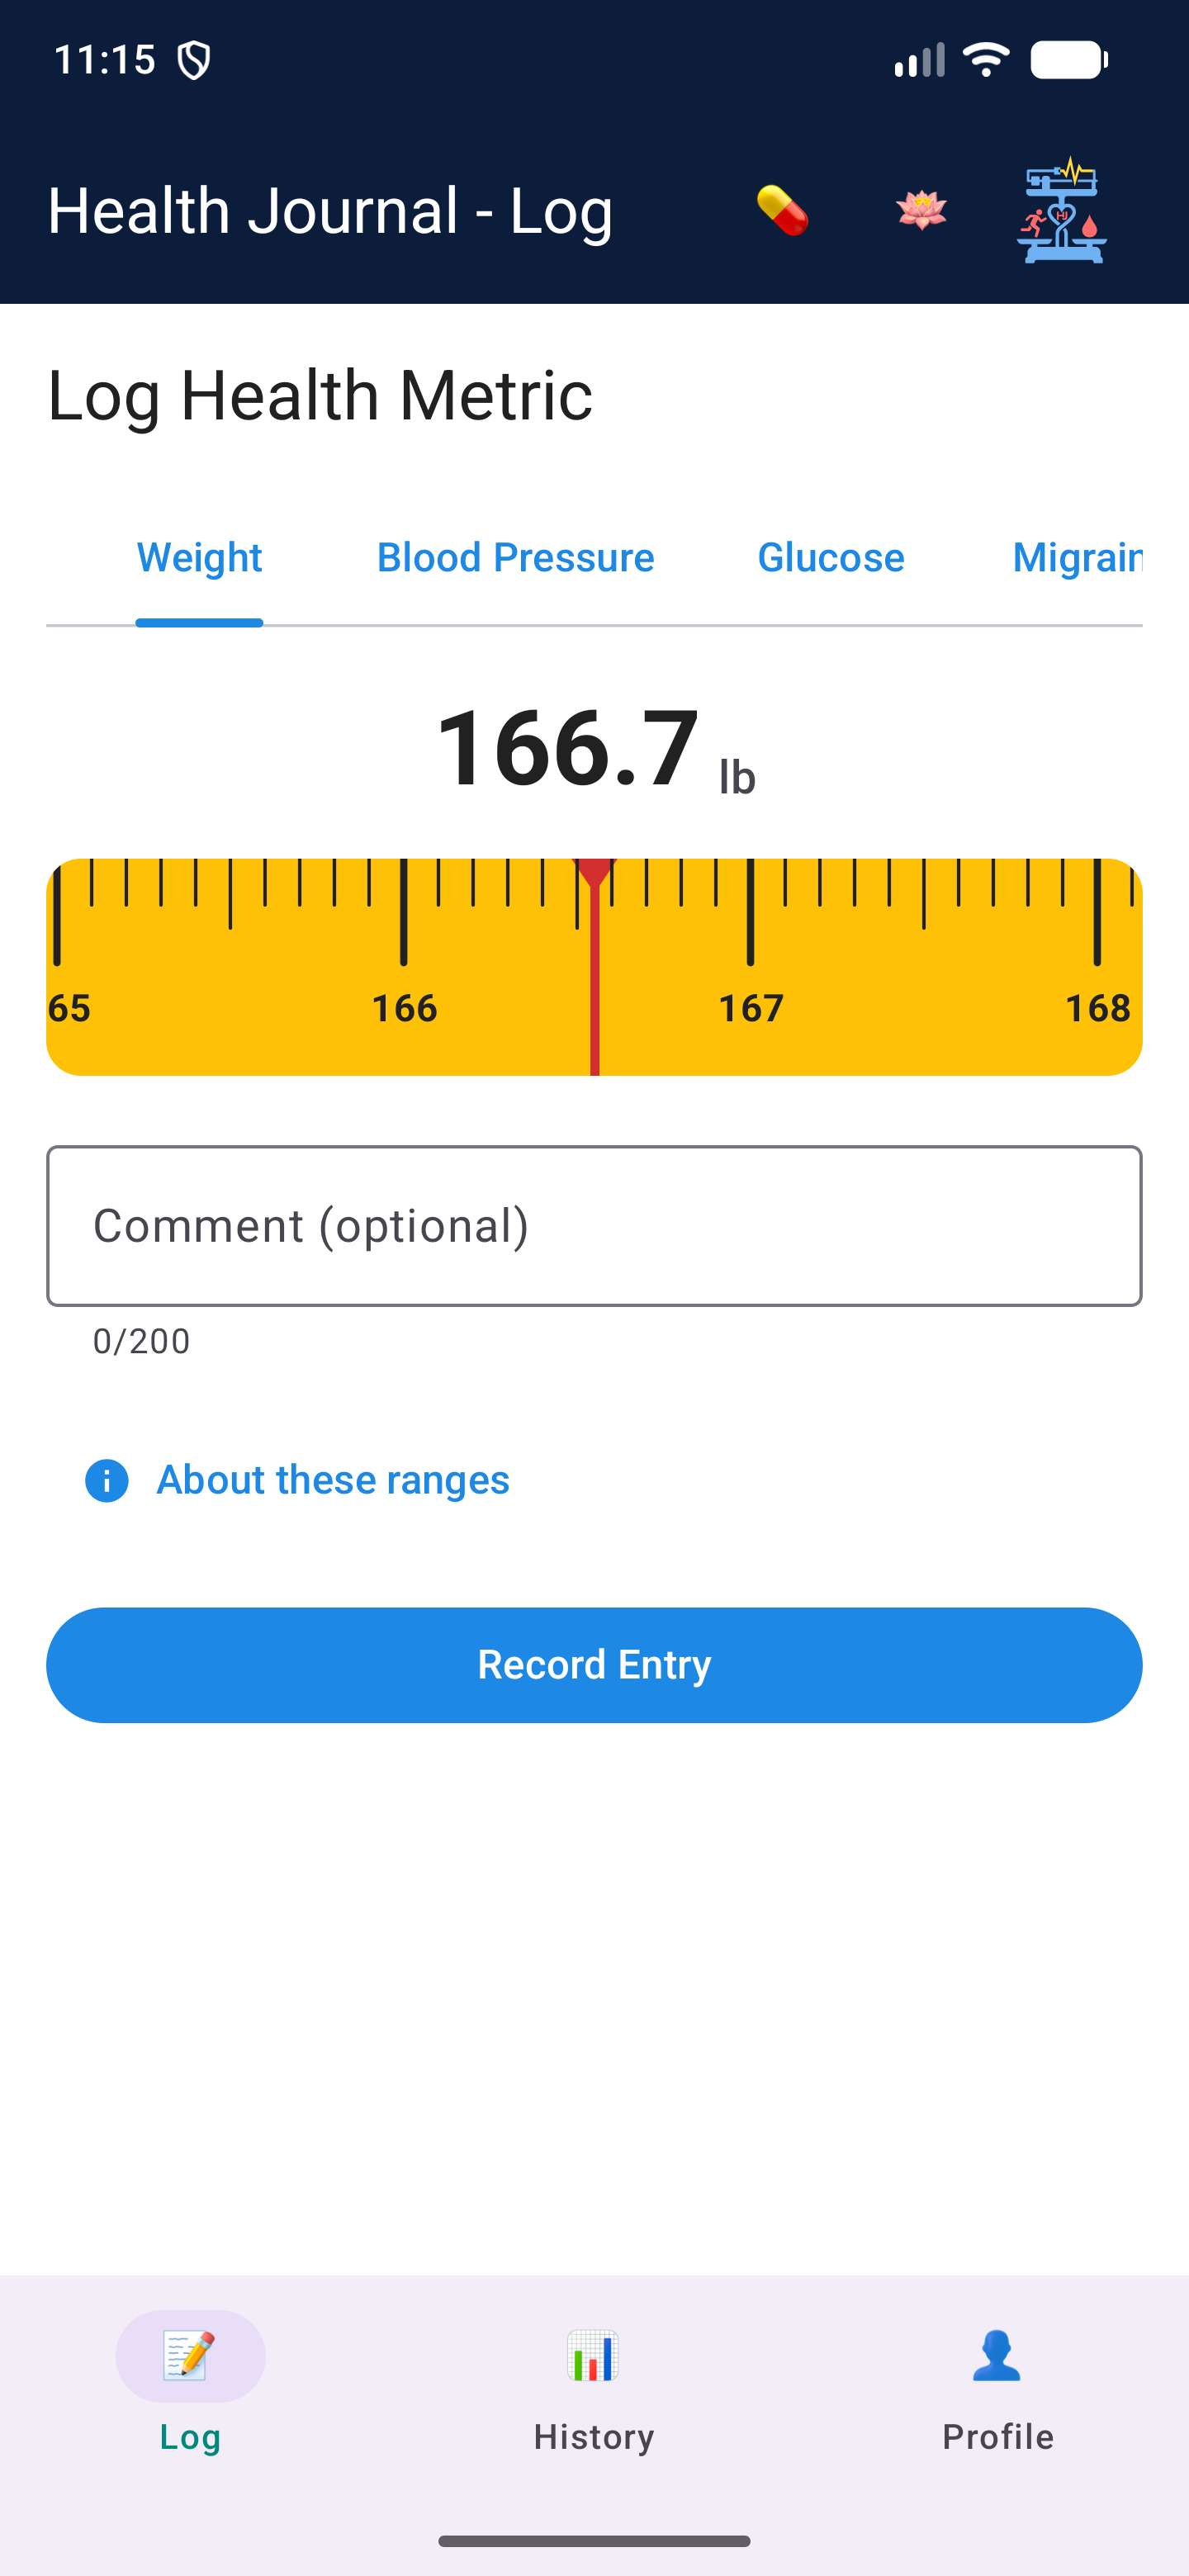 11:15
Health Journal - Log
HJ
Log Health Metric
Weight Blood Pressure Glucose Migrain
166.7 lb
65 166 167 168
Comment (optional)
0/200
About these ranges
Record Entry
Log History Profile